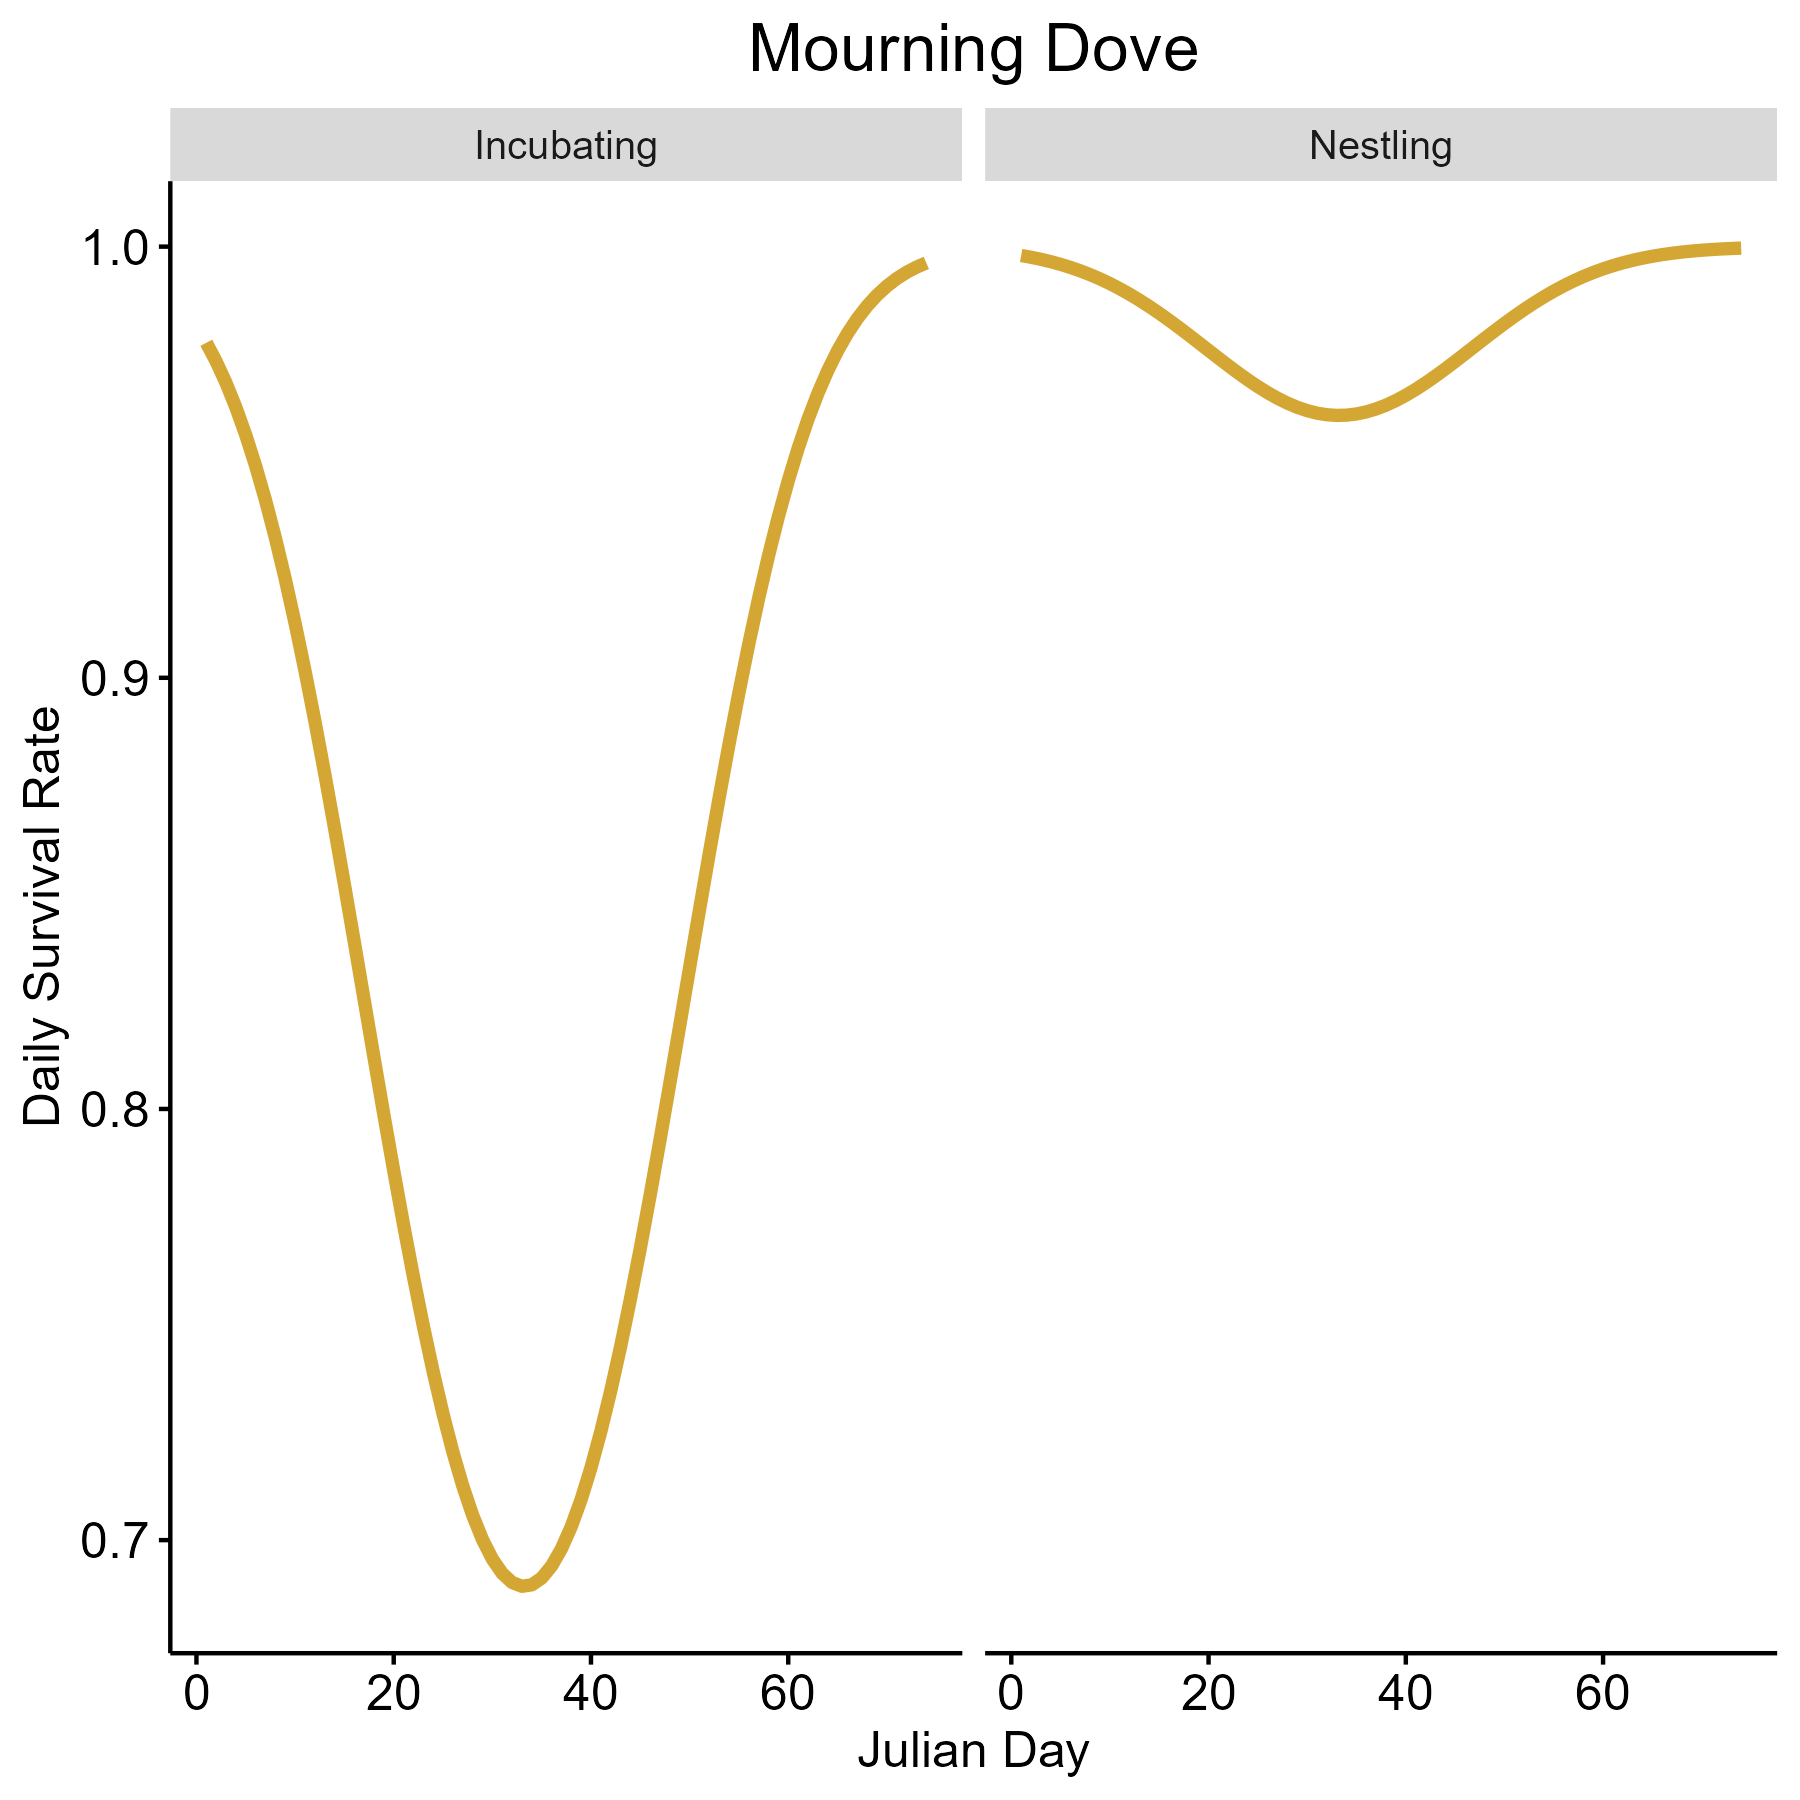 Mourning Dove
Incubating
Nestling
1.0
0.9
0.8
0.7
Daily Survival Rate
0 20 40 60
0 20 40 60
Julian Day